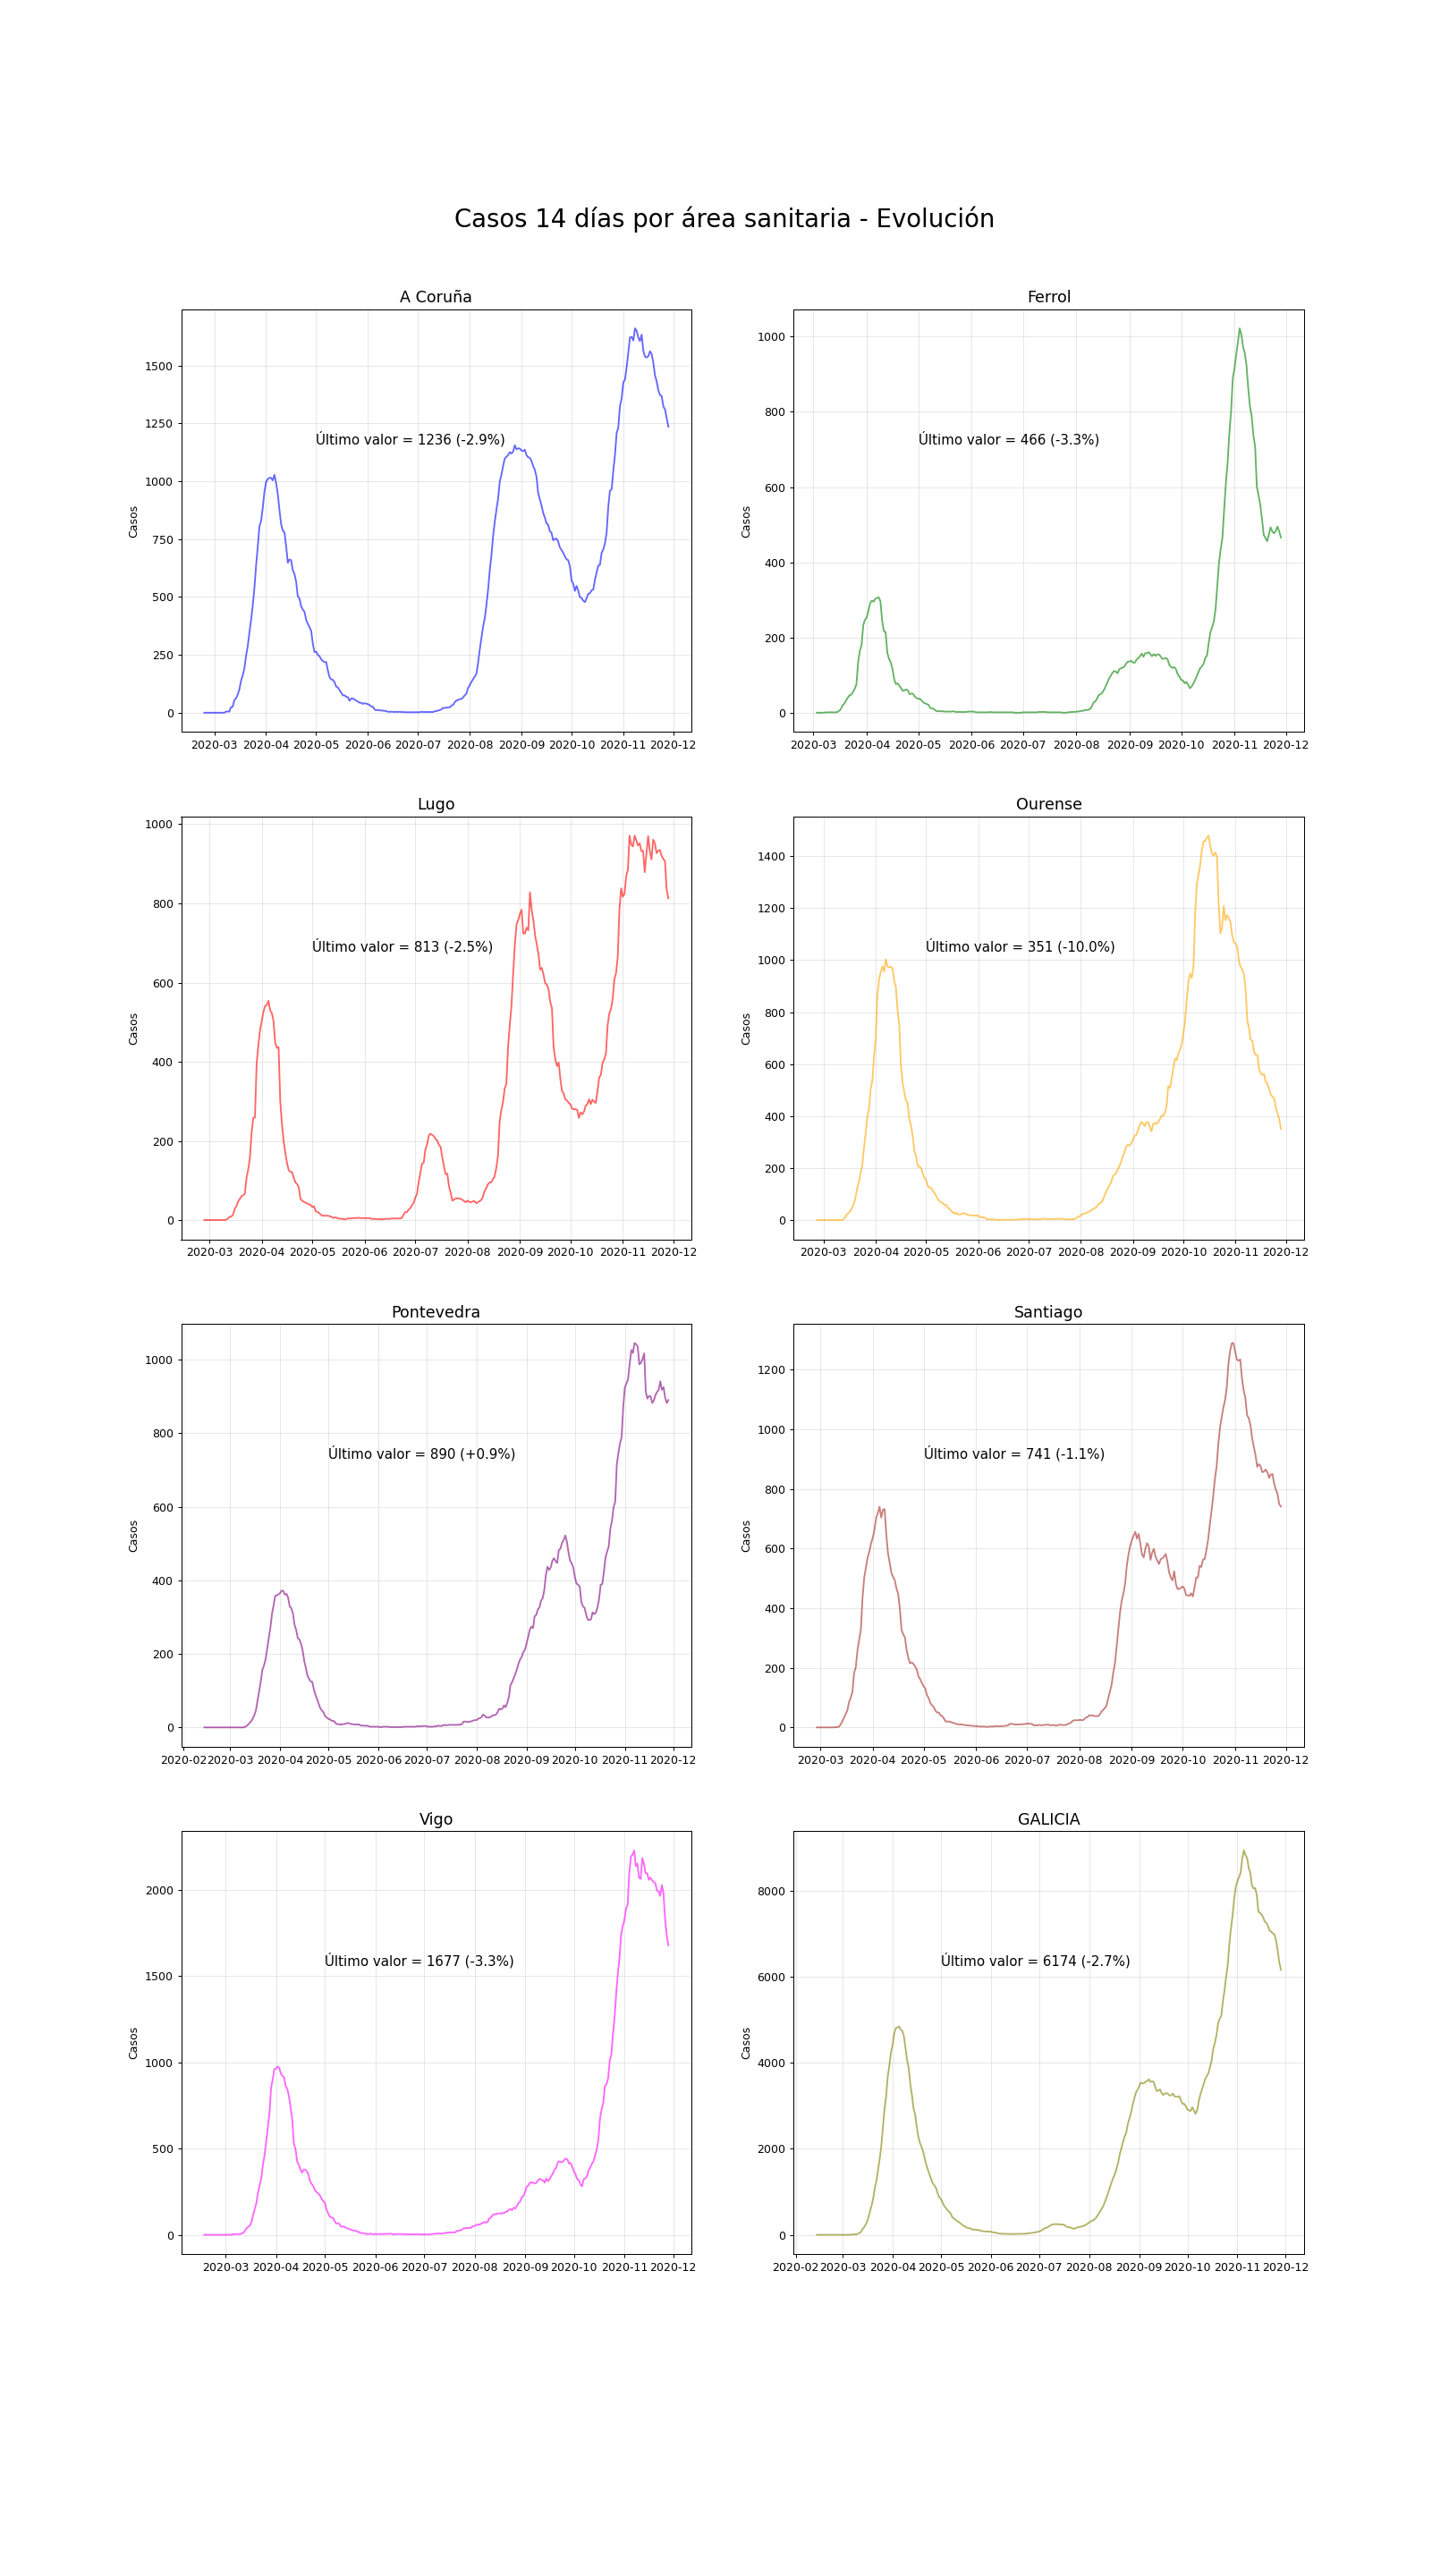 Casos 14 días por área sanitaria - Evolución
A Coruña
Casos
1500
1250
1000
750
500
250
0
Último valor = 1236 (-2.9%)
2020-03 2020-04 2020-05 2020-06 2020-07 2020-08 2020-09 2020-10 2020-11 2020-12
Ferrol
Casos
1000
800
600
400
200
0
Último valor = 466 (-3.3%)
2020-03 2020-04 2020-05 2020-06 2020-07 2020-08 2020-09 2020-10 2020-11 2020-12
Lugo
Casos
1000
800
600
400
200
0
Último valor = 813 (-2.5%)
2020-03 2020-04 2020-05 2020-06 2020-07 2020-08 2020-09 2020-10 2020-11 2020-12
Ourense
Casos
1400
1200
1000
800
600
400
200
0
Último valor = 351 (-10.0%)
2020-03 2020-04 2020-05 2020-06 2020-07 2020-08 2020-09 2020-10 2020-11 2020-12
Pontevedra
Casos
1000
800
600
400
200
0
Último valor = 890 (+0.9%)
2020-02 2020-03 2020-04 2020-05 2020-06 2020-07 2020-08 2020-09 2020-10 2020-11 2020-12
Santiago
Casos
1200
1000
800
600
400
200
0
Último valor = 741 (-1.1%)
2020-03 2020-04 2020-05 2020-06 2020-07 2020-08 2020-09 2020-10 2020-11 2020-12
Vigo
Casos
2000
1500
1000
500
0
Último valor = 1677 (-3.3%)
2020-03 2020-04 2020-05 2020-06 2020-07 2020-08 2020-09 2020-10 2020-11 2020-12
GALICIA
Casos
8000
6000
4000
2000
0
Último valor = 6174 (-2.7%)
2020-02 2020-03 2020-04 2020-05 2020-06 2020-07 2020-08 2020-09 2020-10 2020-11 2020-12